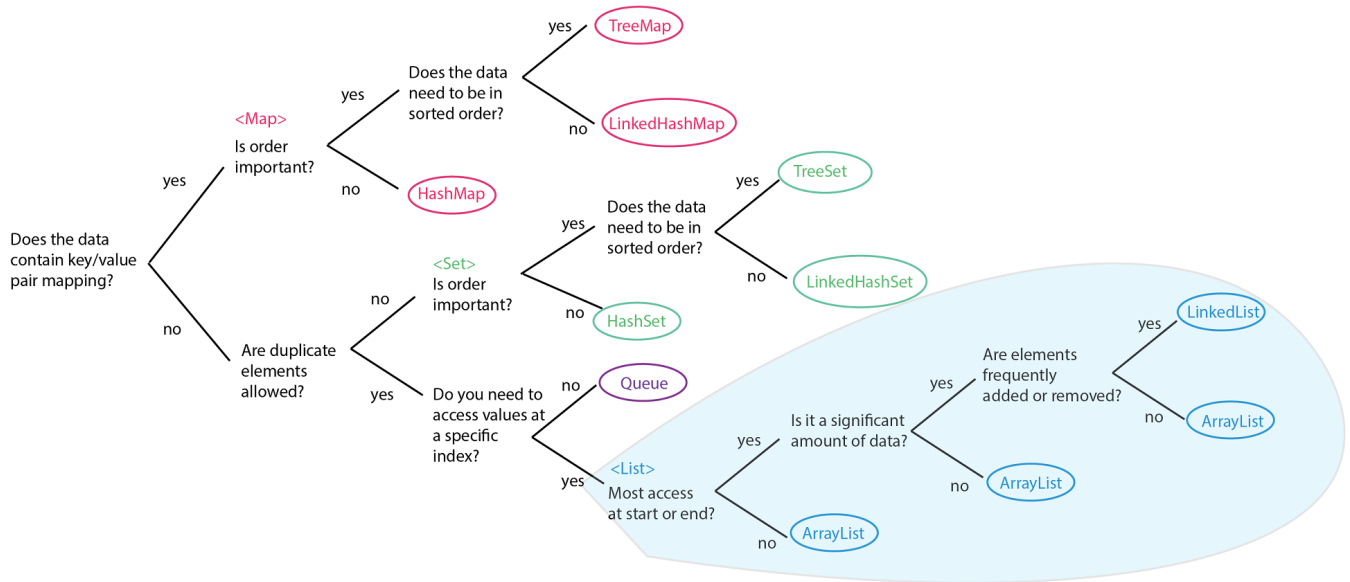 Does the data
contain key/value
pair mapping?
yes
no
<Map>
Is order
important?
yes
no
Does the data
need to be in
sorted order?
yes
no
TreeMap
LinkedHashMap
HashMap
Are duplicate
elements
allowed?
no
yes
<Set>
Is order
important?
yes
no
Does the data
need to be in
sorted order?
yes
no
TreeSet
LinkedHashSet
HashSet
Do you need to
access values at
a specific
index?
no
yes
Queue
<List>
Most access
at start or end?
yes
no
Is it a significant
amount of data?
yes
no
Are elements
frequently
added or removed?
yes
no
LinkedList
ArrayList
ArrayList
ArrayList